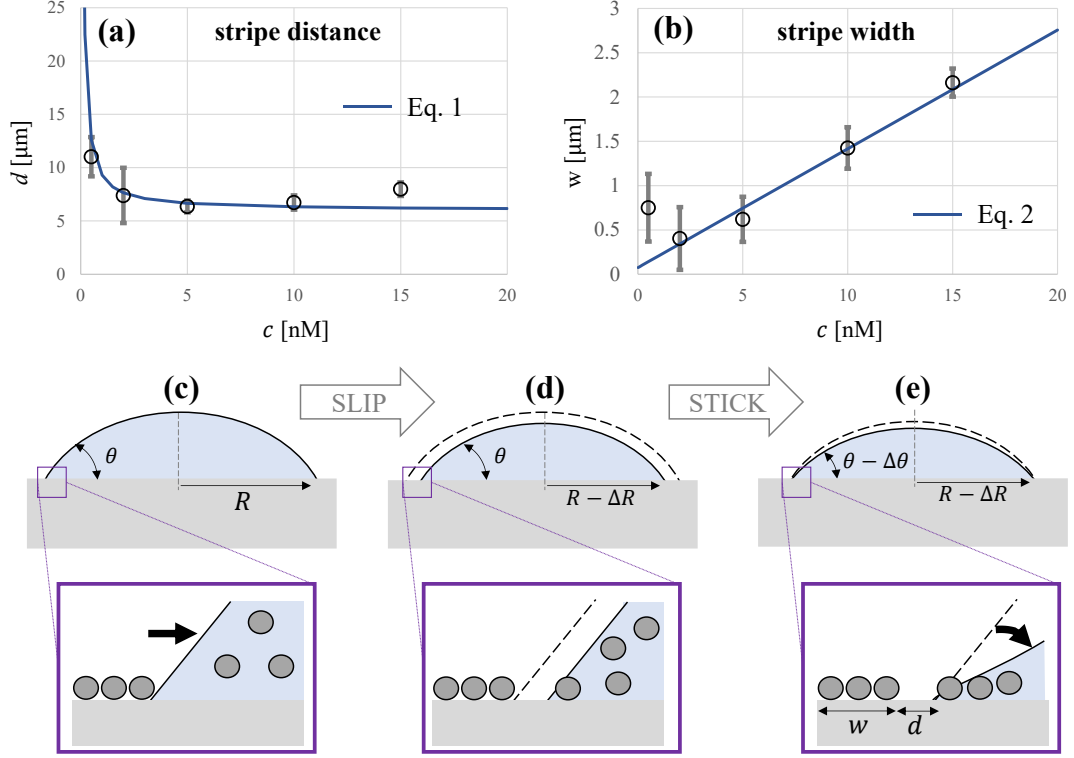 (a) stripe distance
25
20
15
10
5
0
Eq. 1
d [μm]
0 5 10 15 20
c [nM]
(b) stripe width
3
2.5
2
1.5
1
0.5
0
Eq. 2
w [μm]
0 5 10 15 20
c [nM]
(c) SLIP (d) STICK (e)
θ
R
θ
R − ΔR
θ − Δθ
R − ΔR
w d